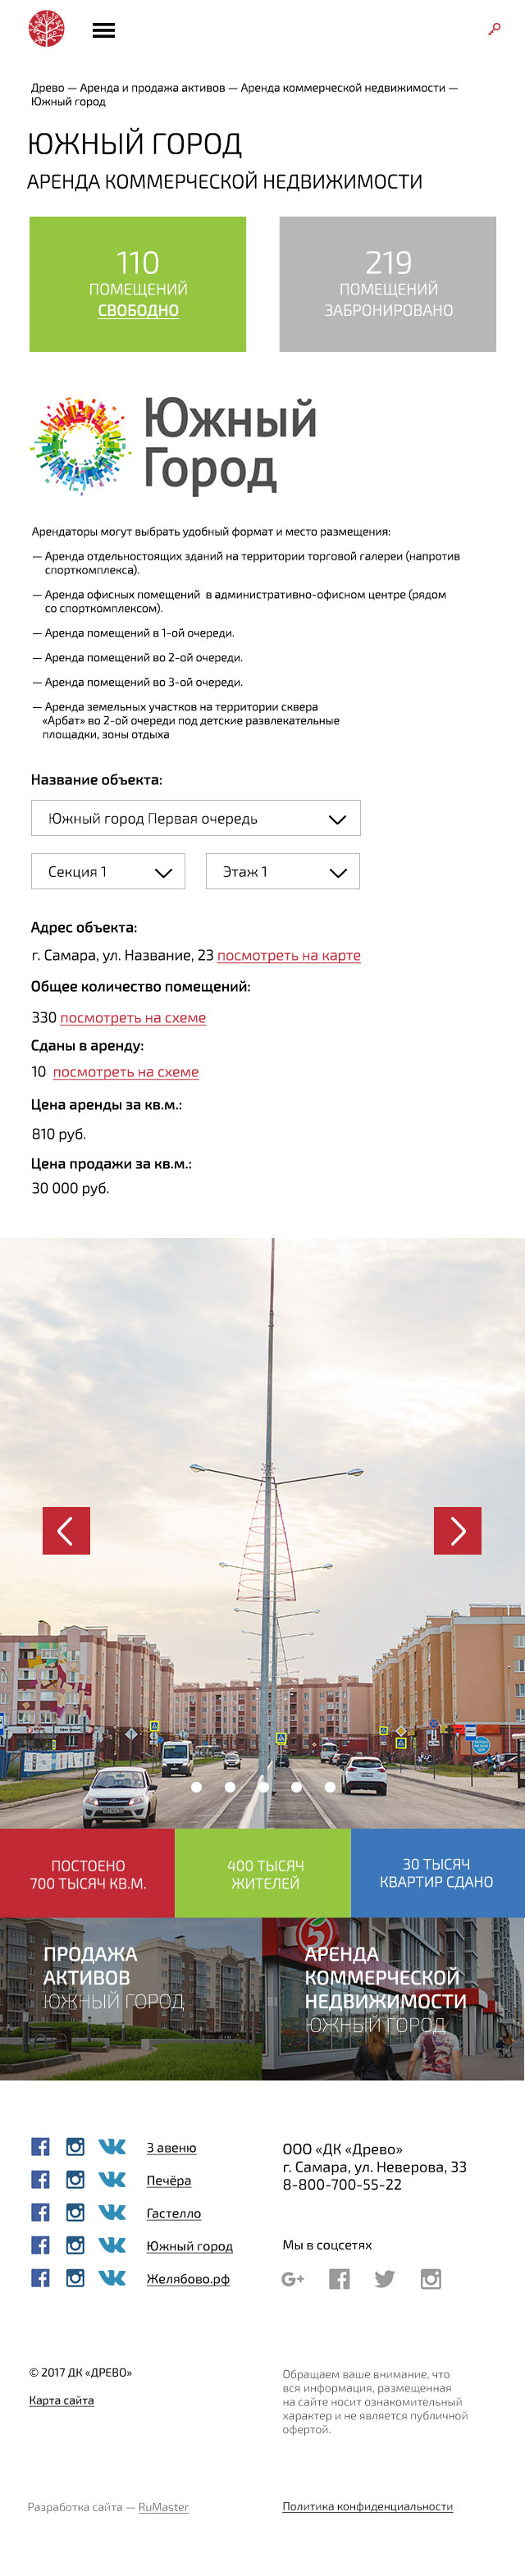 Древо — Аренда и продажа активов — Аренда коммерческой недвижимости —
Южный город
ЮЖНЫЙ ГОРОД
АРЕНДА КОММЕРЧЕСКОЙ НЕДВИЖИМОСТИ
110
ПОМЕЩЕНИЙ
СВОБОДНО
219
ПОМЕЩЕНИЙ
ЗАБРОНИРОВАНО
Южный
Город
Арендаторы могут выбрать удобный формат и место размещения:
— Аренда отдельностоящих зданий на территории торговой галереи (напротив
спорткомплекса).
— Аренда офисных помещений в административно-офисном центре (рядом
со спорткомплексом).
— Аренда помещений в 1-ой очереди.
— Аренда помещений во 2-ой очереди.
— Аренда помещений во 3-ой очереди.
— Аренда земельных участков на территории сквера
«Арбат» во 2-ой очереди под детские развлекательные
площадки, зоны отдыха
Название объекта:
Южный город Первая очередь
Секция 1
Этаж 1
Адрес объекта:
г. Самара, ул. Название, 23 посмотреть на карте
Общее количество помещений:
330 посмотреть на схеме
Сданы в аренду:
10 посмотреть на схеме
Цена аренды за кв.м.:
810 руб.
Цена продажи за кв.м.:
30 000 руб.
ПОСТОЕНО
700 ТЫСЯЧ КВ.М.
400 ТЫСЯЧ
ЖИТЕЛЕЙ
30 ТЫСЯЧ
КВАРТИР СДАНО
ПРОДАЖА
АКТИВОВ
ЮЖНЫЙ ГОРОД
5
АРЕНДА
КОММЕРЧЕСКОЙ
НЕДВИЖИМОСТИ
ЮЖНЫЙ ГОРОД
3 авеню
Печёра
Гастелло
Южный город
Желябово.рф
ООО «ДК «Древо»
г. Самара, ул. Неверова, 33
8-800-700-55-22
Мы в соцсетях
G+
© 2017 ДК «ДРЕВО»
Карта сайта
Обращаем ваше внимание, что
вся информация, размещенная
на сайте носит ознакомительный
характер и не является публичной
офертой.
Разработка сайта — RuMaster
Политика конфиденциальности